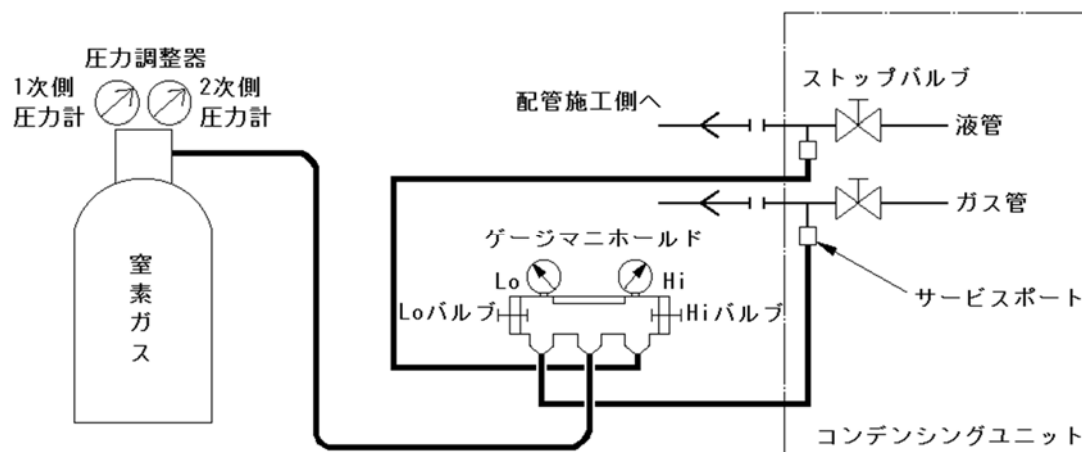 圧力調整器
1次側
圧力計
2次側
圧力計
窒素ガス
配管施工側へ
ストップバルブ
液管
ガス管
ゲージマニホールド
Lo
Hi
Loバルブ
Hiバルブ
サービスポート
コンデンシングユニット